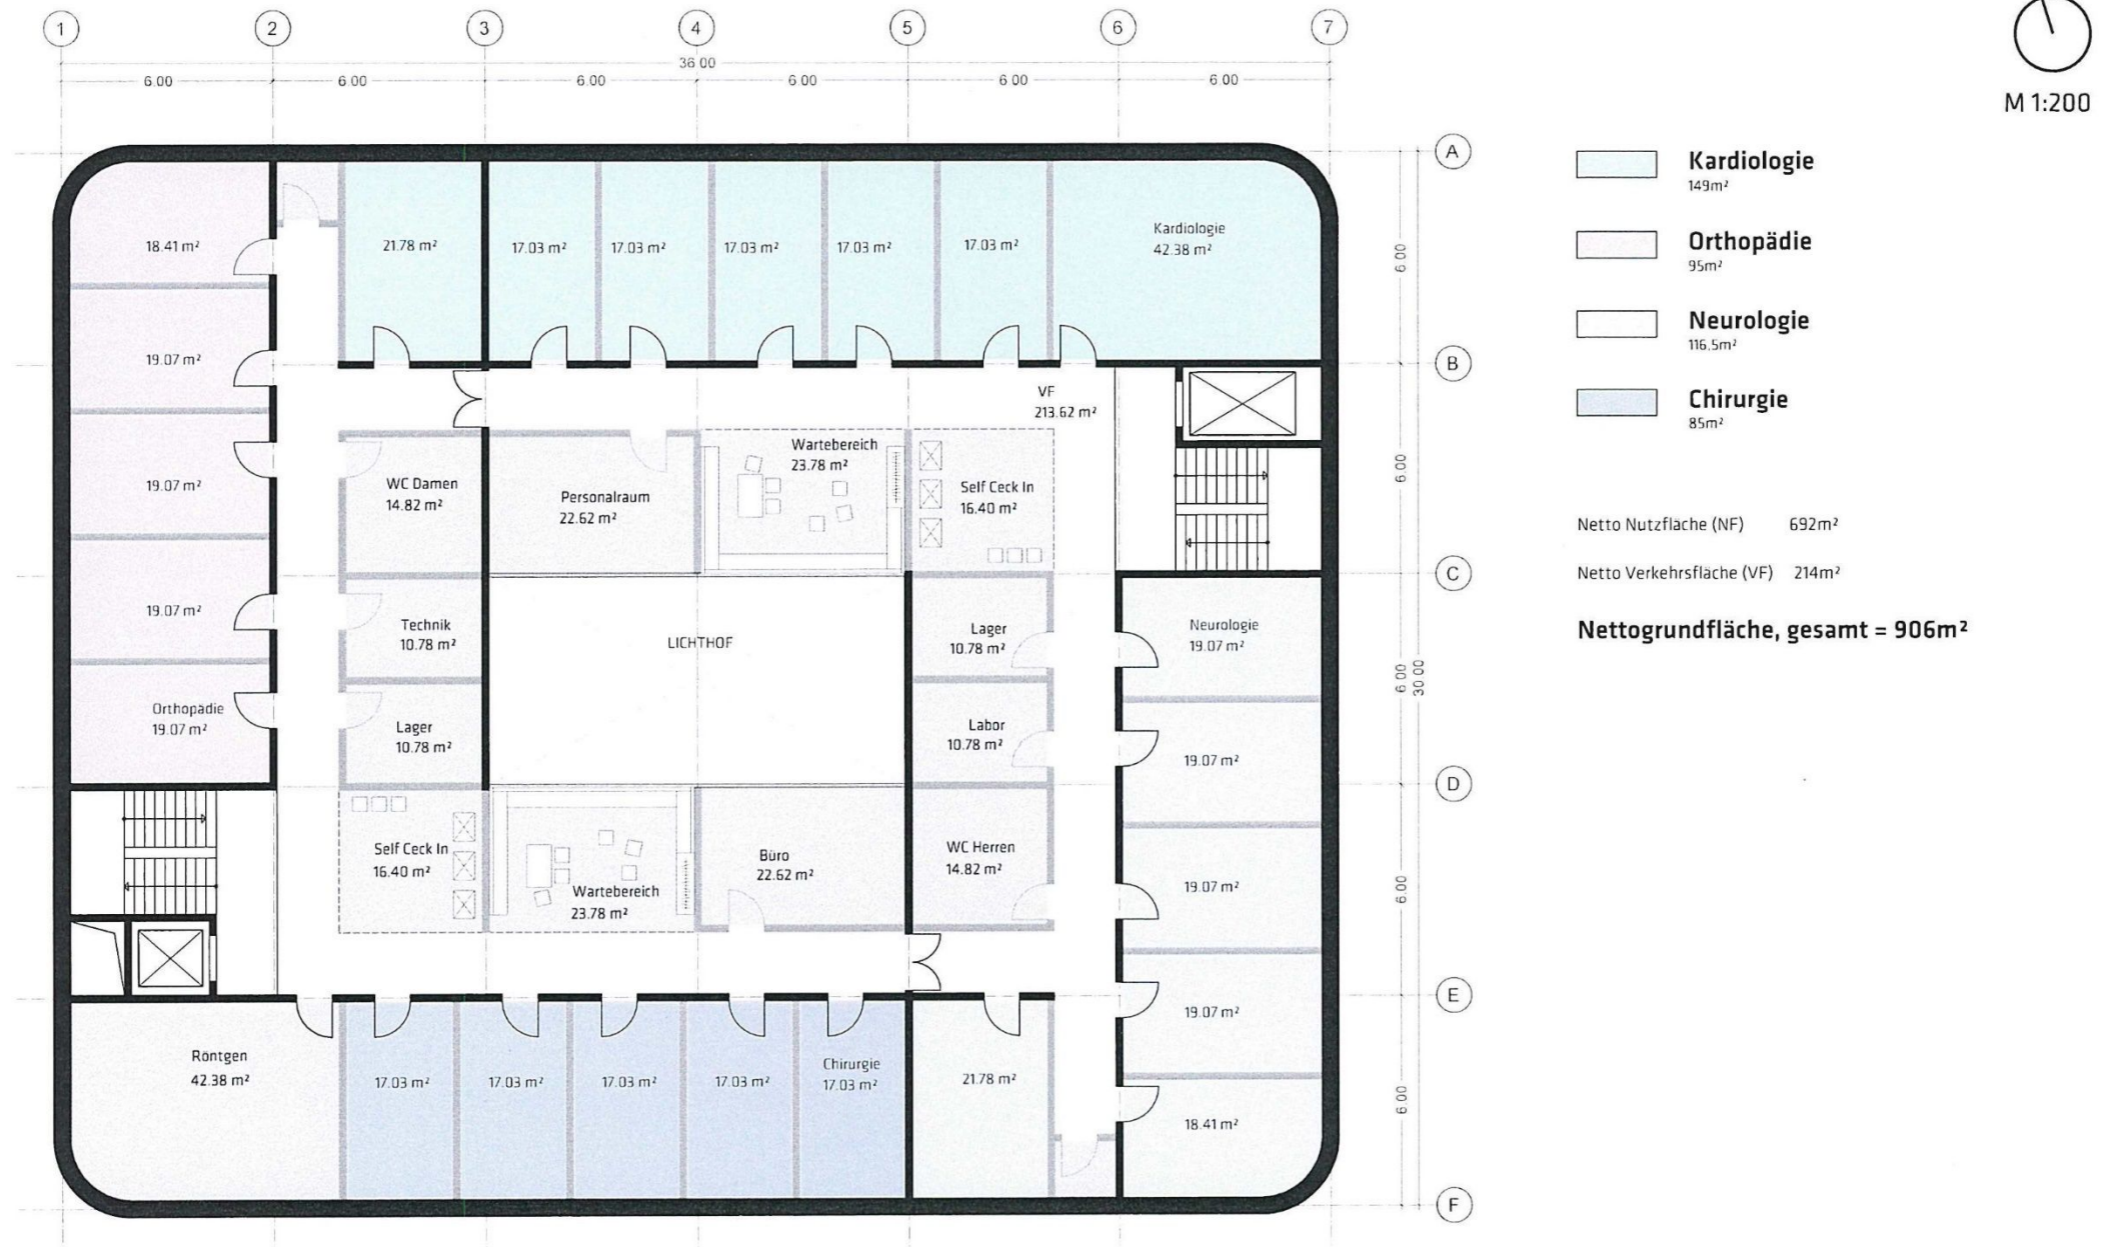 1 2 3 4 5 6 7
36 00
6.00 6.00 6.00 6.00 6 00 6 00
M 1:200
A
B
C
D
E
F
6.00
6.00
6 00
30 00
6.00
6.00
18.41 m²
21.78 m²
17.03 m²
17.03 m²
17.03 m²
17.03 m²
17.03 m²
Kardiologie
42.38 m²
19.07 m²
VF
213.62 m²
WC Damen
14.82 m²
Personalraum
22.62 m²
Wartebereich
23.78 m²
Self Ceck In
16.40 m²
19.07 m²
19.07 m²
Technik
10.78 m²
LICHTHOF
Lager
10.78 m²
Neurologie
19.07 m²
Orthopädie
19.07 m²
Lager
10.78 m²
Labor
10.78 m²
19.07 m²
Self Ceck In
16.40 m²
Wartebereich
23.78 m²
Büro
22.62 m²
WC Herren
14.82 m²
19.07 m²
19.07 m²
Röntgen
42.38 m²
17.03 m²
17.03 m²
17.03 m²
17.03 m²
Chirurgie
17.03 m²
21.78 m²
18.41 m²
Kardiologie
149m²
Orthopädie
95m²
Neurologie
116.5m²
Chirurgie
85m²
Netto Nutzfläche (NF) 692m²
Netto Verkehrsfläche (VF) 214m²
Nettogrundfläche, gesamt = 906m²